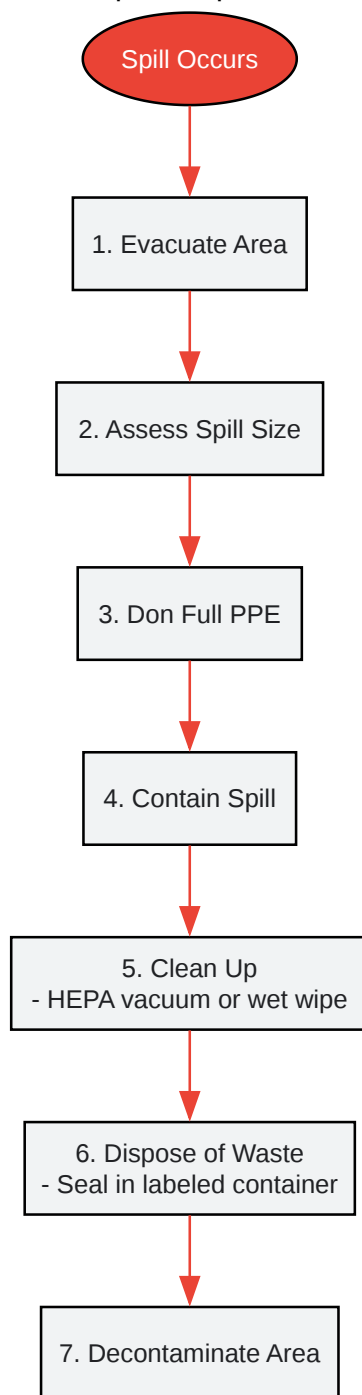 Spill Occurs
1. Evacuate Area
2. Assess Spill Size
3. Don Full PPE
4. Contain Spill
5. Clean Up
- HEPA vacuum or wet wipe
6. Dispose of Waste
- Seal in labeled container
7. Decontaminate Area